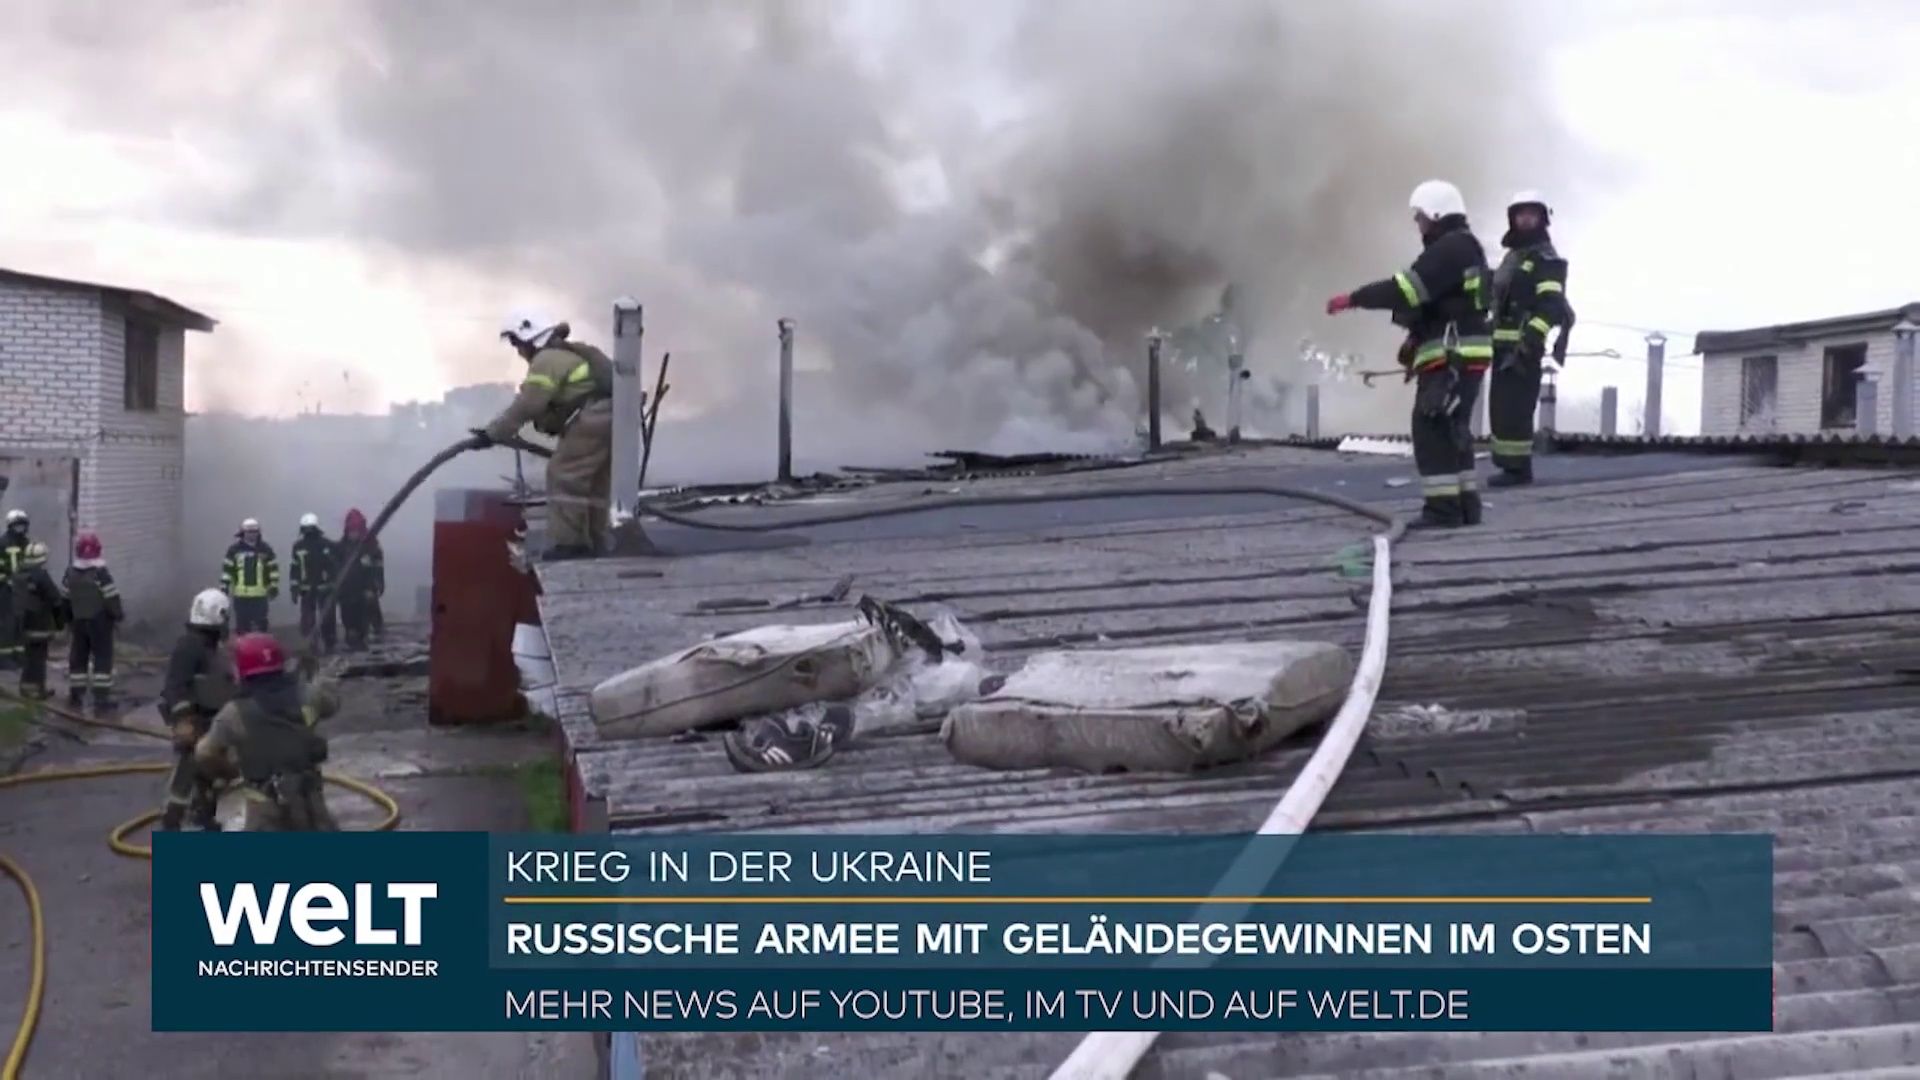 KRIEG IN DER UKRAINE
WELT
NACHRICHTENSENDER
RUSSISCHE ARMEE MIT GELÄNDEGEWINNEN IM OSTEN
MEHR NEWS AUF YOUTUBE, IM TV UND AUF WELT.DE